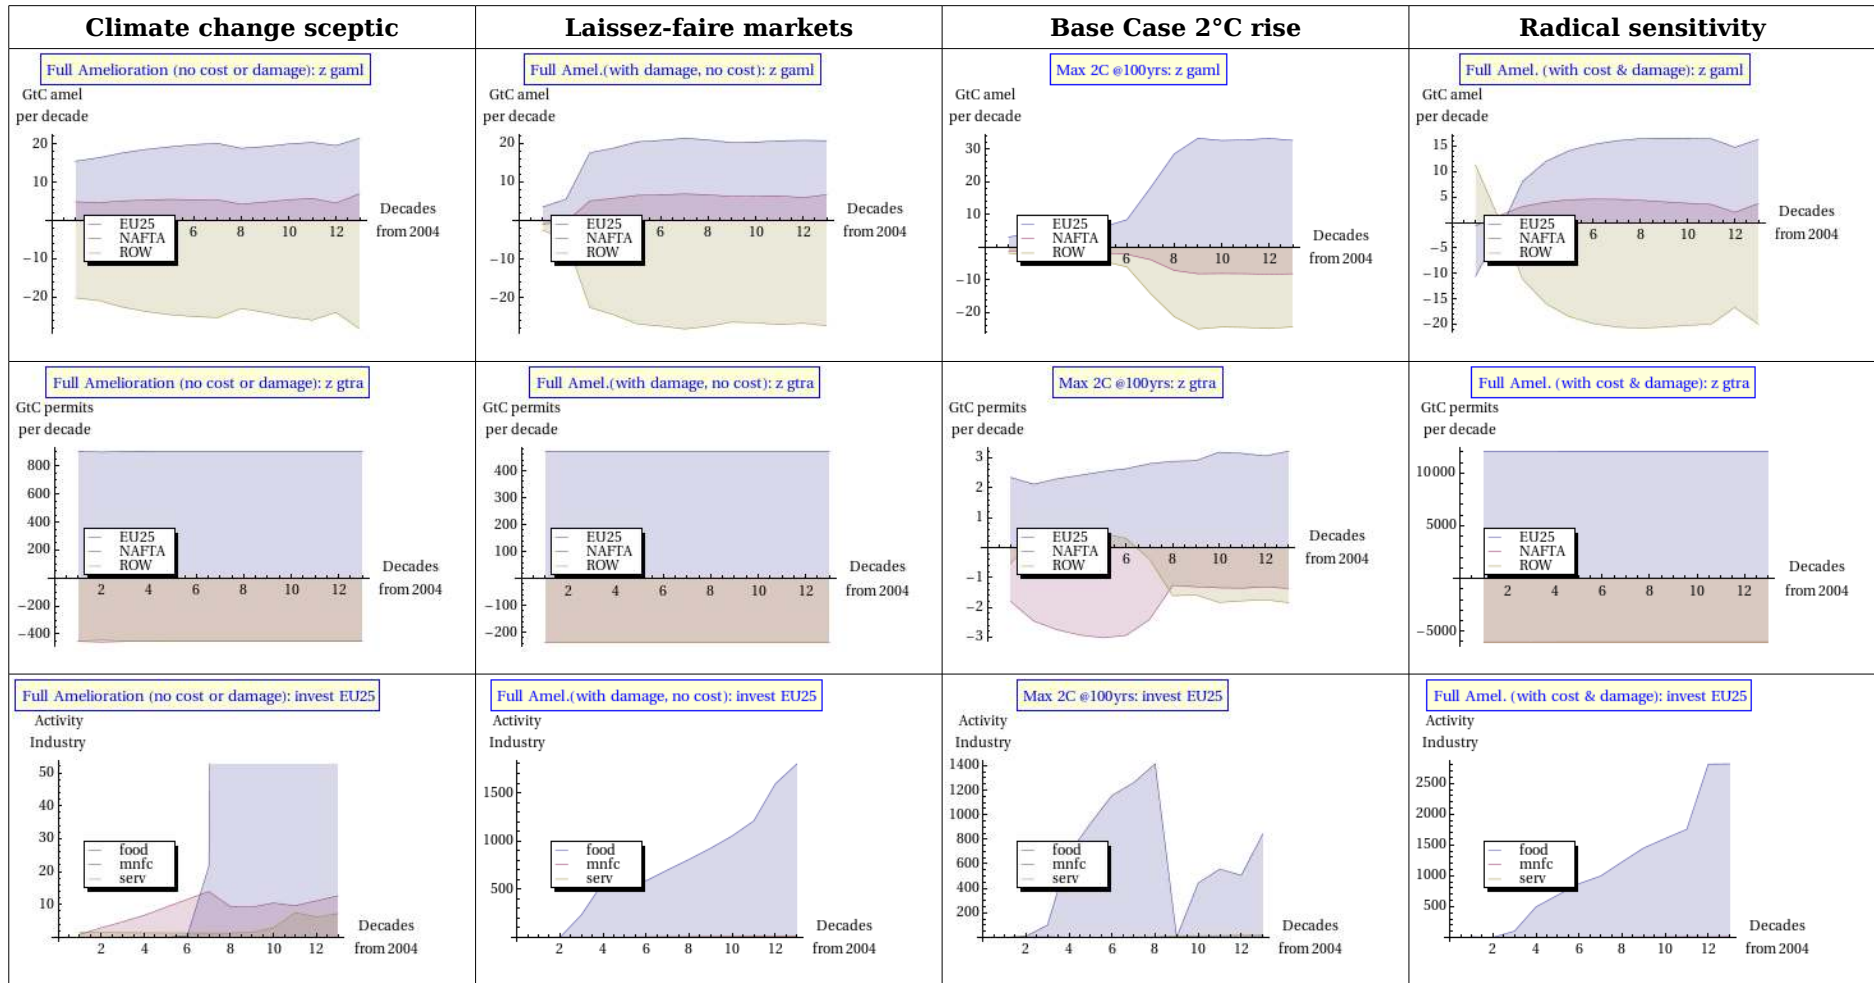 Climate change sceptic
Laissez-faire markets
Base Case 2°C rise
Radical sensitivity
Full Amelioration (no cost or damage): z gaml
GtC amel
per decade
20
10
−10
−20
6
8
10
12
EU25
NAFTA
ROW
Decades
from 2004
Full Amel.(with damage, no cost): z gaml
GtC amel
per decade
20
10
−10
−20
6
8
10
12
EU25
NAFTA
ROW
Decades
from 2004
Max 2C @100yrs: z gaml
GtC amel
per decade
30
20
10
−10
−20
6
8
10
12
EU25
NAFTA
ROW
Decades
from 2004
Full Amel. (with cost & damage): z gaml
GtC amel
per decade
15
10
5
−5
−10
−15
−20
6
8
10
12
EU25
NAFTA
ROW
Decades
from 2004
Full Amelioration (no cost or damage): z gtra
GtC permits
per decade
800
600
400
200
−200
−400
2
4
6
8
10
12
EU25
NAFTA
ROW
Decades
from 2004
Full Amel.(with damage, no cost): z gtra
GtC permits
per decade
400
300
200
100
−100
−200
2
4
6
8
10
12
EU25
NAFTA
ROW
Decades
from 2004
Max 2C @100yrs: z gtra
GtC permits
per decade
3
2
1
−1
−2
−3
6
8
10
12
EU25
NAFTA
ROW
Decades
from 2004
Full Amel. (with cost & damage): z gtra
GtC permits
per decade
10000
5000
−5000
2
4
6
8
10
12
EU25
NAFTA
ROW
Decades
from 2004
Full Amelioration (no cost or damage): invest EU25
Activity
Industry
50
40
30
20
10
2
4
6
8
10
12
food
mnfc
serv
Decades
from 2004
Full Amel.(with damage, no cost): invest EU25
Activity
Industry
1500
1000
500
2
4
6
8
10
12
food
mnfc
serv
Decades
from 2004
Max 2C @100yrs: invest EU25
Activity
Industry
1400
1200
1000
800
600
400
200
2
4
6
8
10
12
food
mnfc
serv
Decades
from 2004
Full Amel. (with cost & damage): invest EU25
Activity
Industry
2500
2000
1500
1000
500
2
4
6
8
10
12
food
mnfc
serv
Decades
from 2004